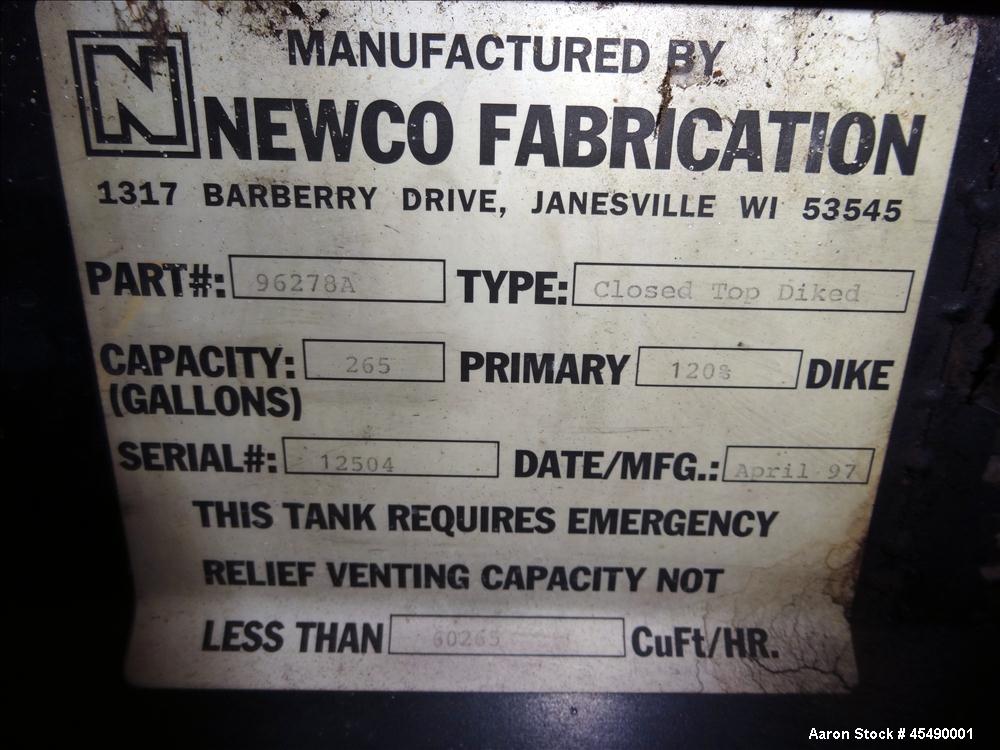 N MANUFACTURED BY
NEWCO FABRICATION
1317 BARBERRY DRIVE, JANESVILLE WI 53545
PART#: 96278A TYPE: Closed Top Diked
CAPACITY: 265 PRIMARY 120% DIKE
(GALLONS)
SERIAL#: 12504 DATE/MFG.: April 97
THIS TANK REQUIRES EMERGENCY
RELIEF VENTING CAPACITY NOT
LESS THAN 60265 CuFt/HR.
Aaron Stock # 45490001